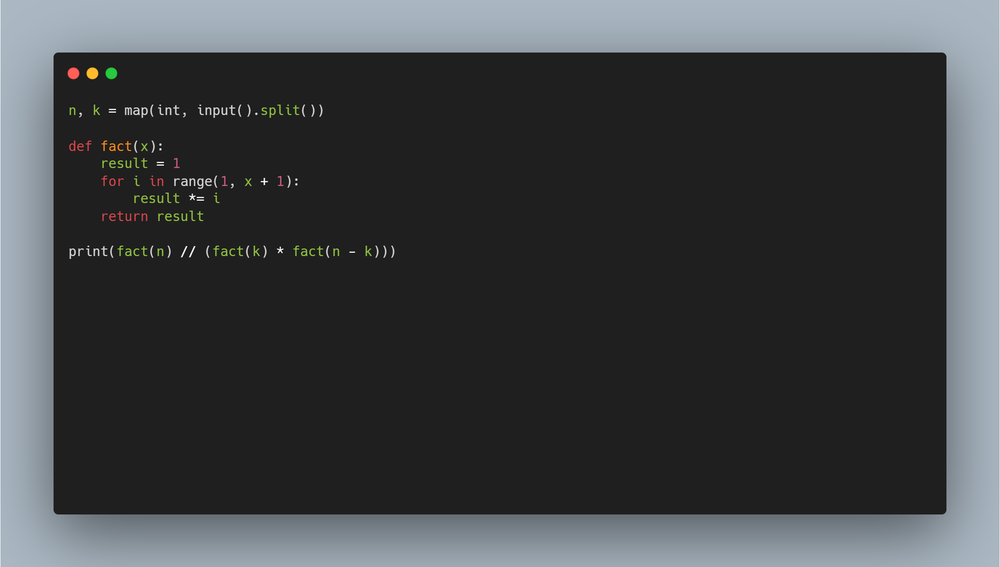 n, k = map(int, input().split())

def fact(x):
    result = 1
    for i in range(1, x + 1):
        result *= i
    return result

print(fact(n) // (fact(k) * fact(n - k)))